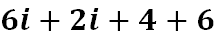 6i + 2i + 4 + 6